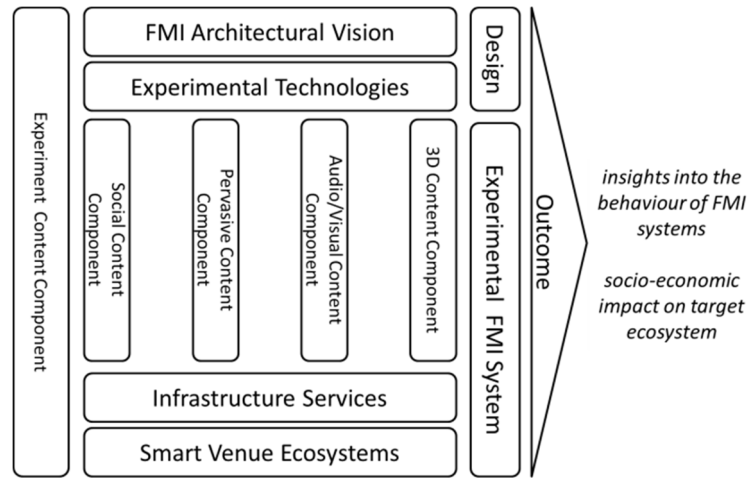 Experiment Content Component
FMI Architectural Vision
Experimental Technologies
Social Content
Component
Pervasive Content
Component
Audio/Visual Content
Component
3D Content Component
Infrastructure Services
Smart Venue Ecosystems
Design
Experimental FMI System
Outcome
insights into the
behaviour of FMI
systems
socio-economic
impact on target
ecosystem